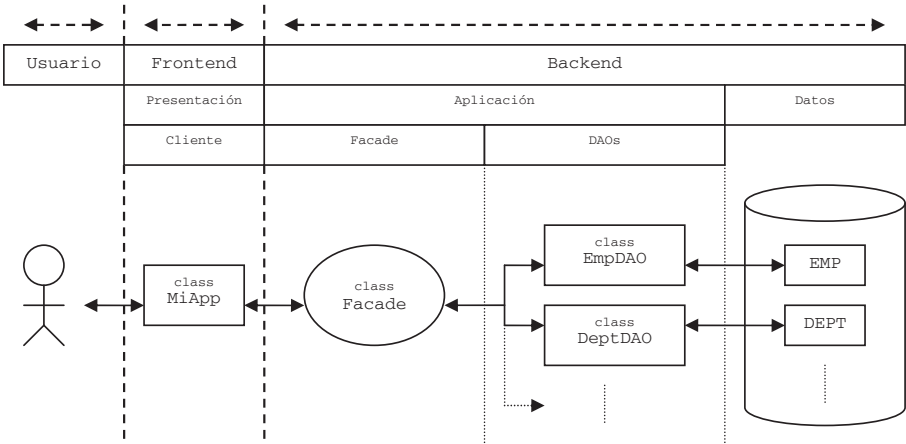 Usuario Frontend Backend
Presentación Aplicación Datos
Cliente Facade DAOs
class
EmpDAO
EMP
class
MiApp
class
Facade
class
DeptDAO
DEPT